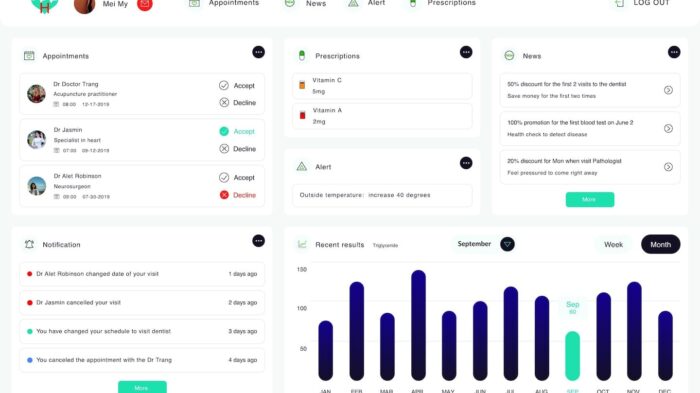 Mei My
Appointments
News
Alert
Prescriptions
LOG OUT
Appointments
Dr Doctor Trang
Acupuncture practitioner
08:00 12-17-2019
Accept
Decline
Dr Jasmin
Specialist in heart
07:00 09-12-2019
Accept
Decline
Dr Alet Robinson
Neurosurgeon
09:00 07-30-2019
Accept
Decline
Prescriptions
Vitamin C
5mg
Vitamin A
2mg
Alert
Outside temperature: increase 40 degrees
News
50% discount for the first 2 visits to the dentist
Save money for the first two times
100% promotion for the first blood test on June 2
Health check to detect disease
20% discount for Mon when visit Pathologist
Feel pressured to come right away
More
Notification
Dr Alet Robinson changed date of your visit
1 days ago
Dr Jasmin cancelled your visit
2 days ago
You have changed your schedule to visit dentist
3 days ago
You canceled the appointment with the Dr Trang
4 days ago
More
Recent results Triglyceride
September
Week
Month
150
100
50
Sep
60
JAN FEB MAR APR MAY JUN JUL AUG SEP OCT NOV DEC